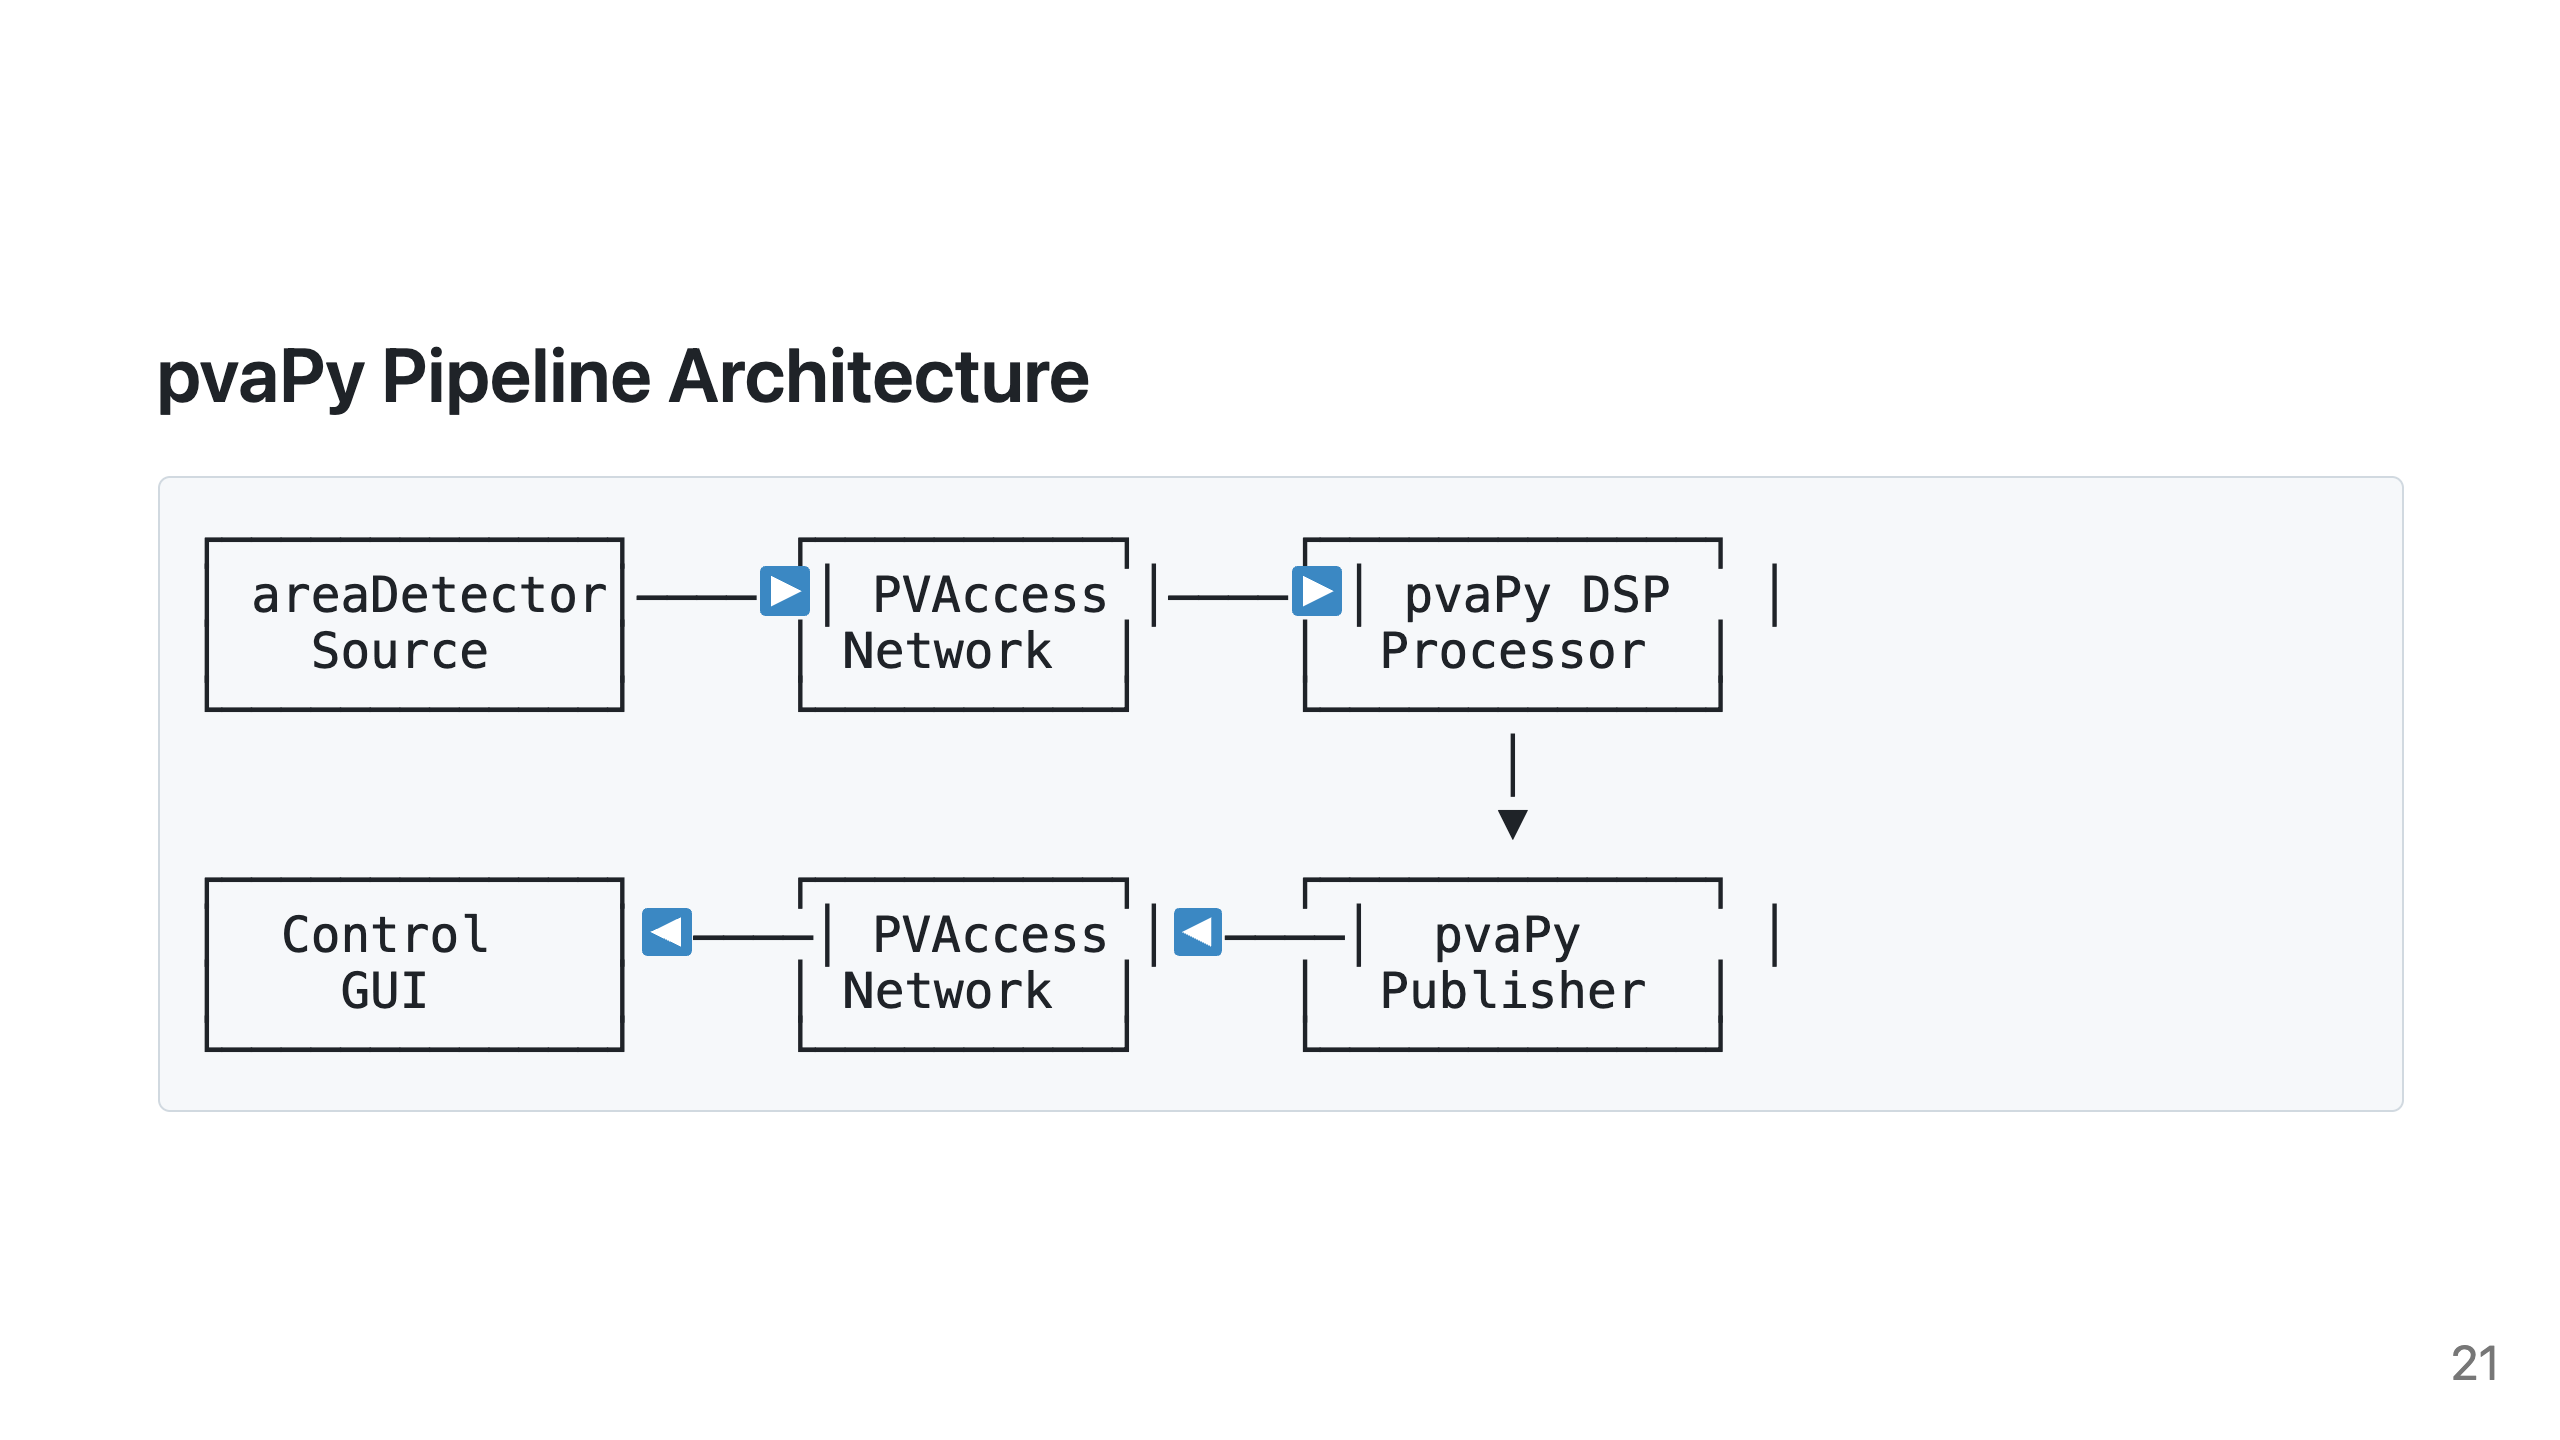 pvaPy Pipeline Architecture
areaDetector PVAccess pvaPy DSP
Source Network Processor
Control PVAccess pvaPy
GUI Network Publisher
21